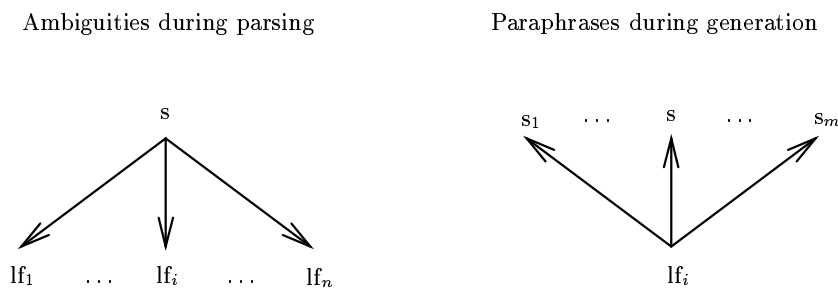 Ambiguities during parsing
Paraphrases during generation
s
s₁ ... s ... sₘ
lf₁ ... lfᵢ ... lfₙ
lfᵢ